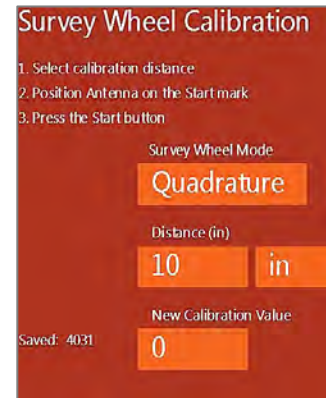 Survey Wheel Calibration
1. Select calibration distance
2. Position Antenna on the Start mark
3. Press the Start button
Survey Wheel Mode
Quadrature
Distance (in)
10 in
New Calibration Value
Saved: 4031 0